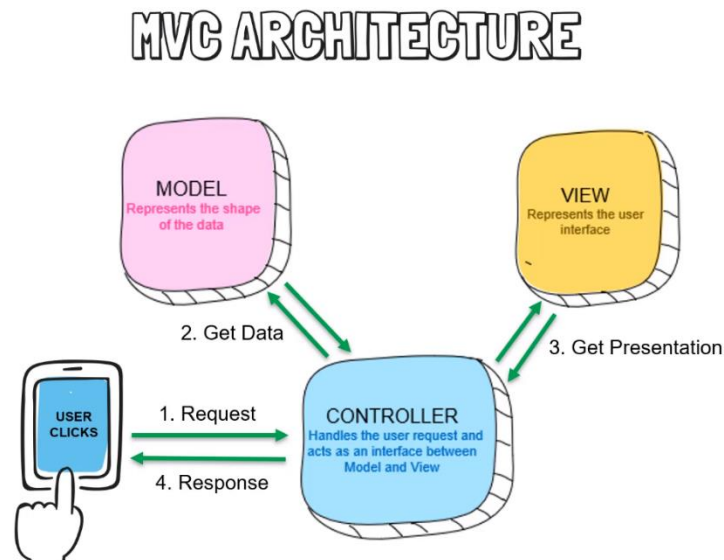 MVC ARCHITECTURE
MODEL
Represents the shape
of the data
VIEW
Represents the user
interface
2. Get Data
3. Get Presentation
USER
CLICKS
1. Request
4. Response
CONTROLLER
Handles the user request and
acts as an interface between
Model and View